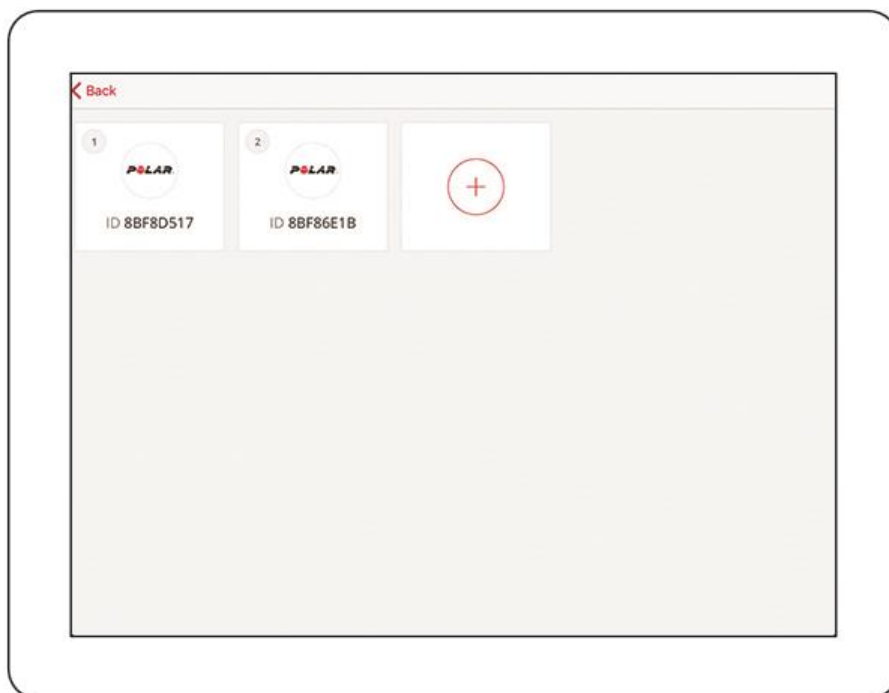 Back
1
POLAR
ID 8BF8D517
2
POLAR
ID 8BF86E1B